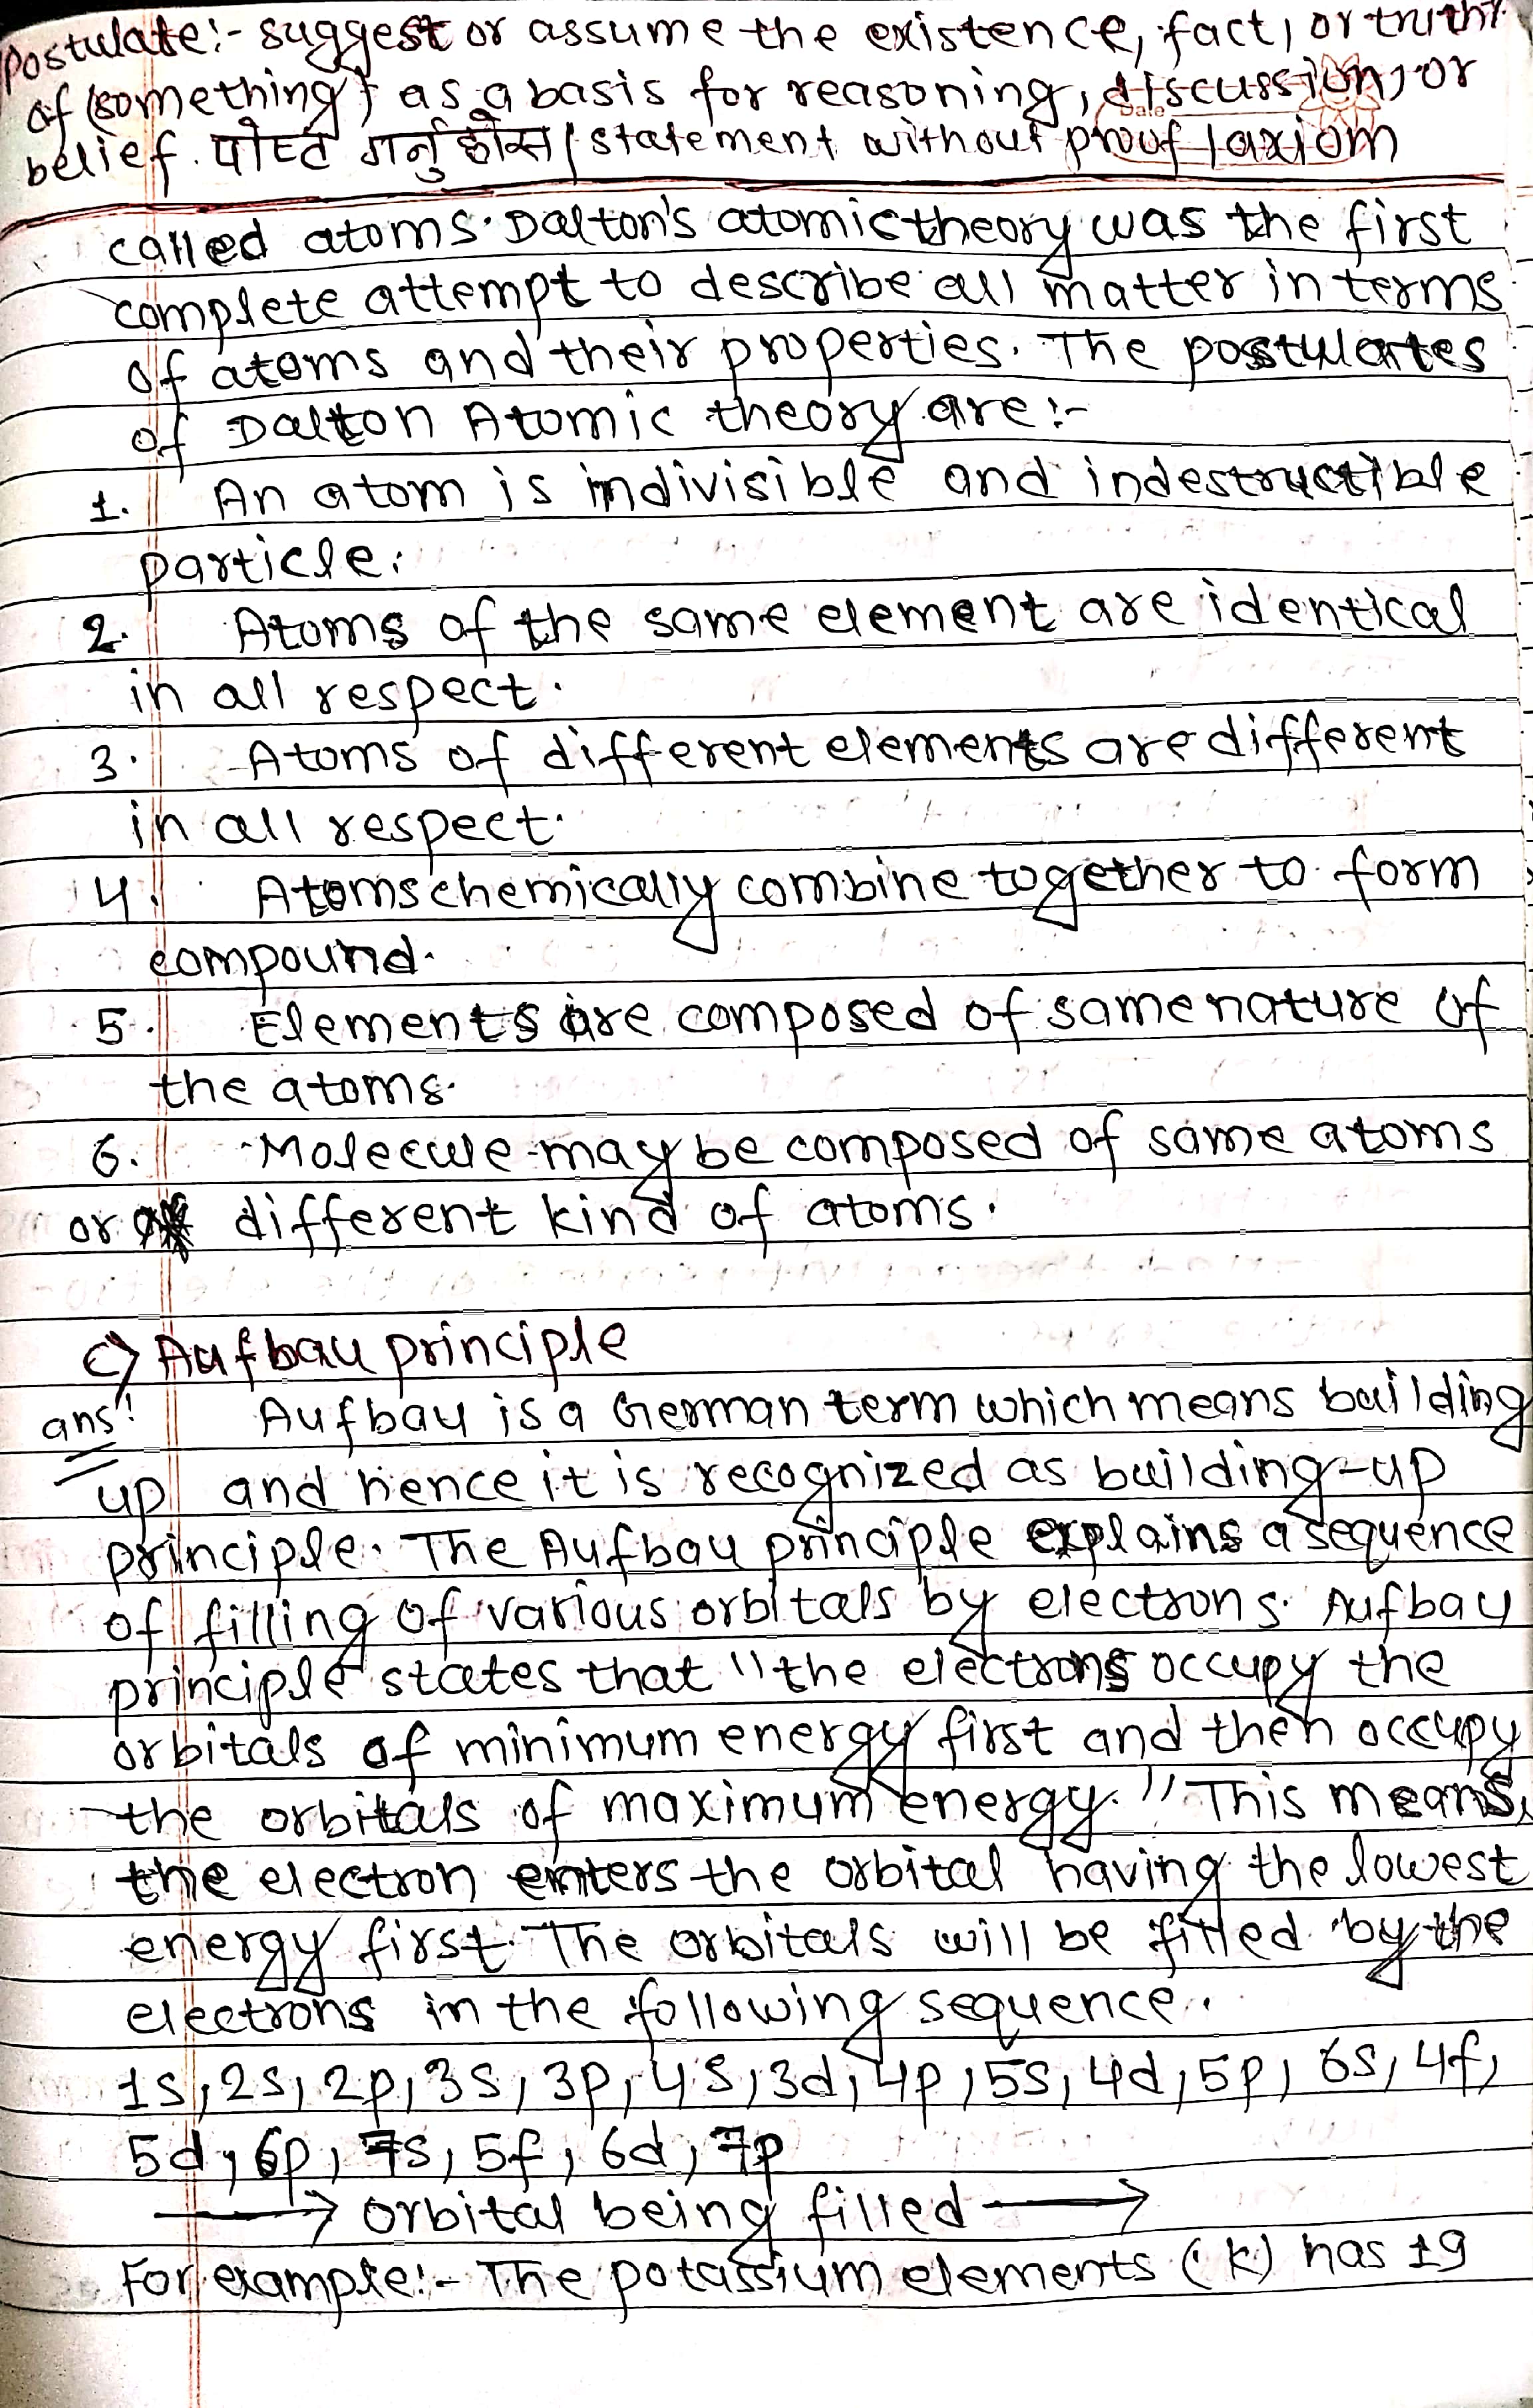 Postulate:- suggest or assume the existence, fact, or truth
of (something) as a basis for reasoning, discussion, or
belief. पोष्ट गर्नुहोस / statement without prouf / axiom
Date
called atoms. Dalton's atomic theory was the first
complete attempt to describe all matter in terms
of atoms and their properties. The postulates
of Dalton Atomic theory are:-
1. An atom is indivisible and indestructible
particle.
2. Atoms of the same element are identical
in all respect.
3. Atoms of different elements are different
in all respect.
4. Atoms chemically combine together to form
compound.
5. Elements are composed of same nature of
the atoms.
6. Molecule may be composed of same atoms
or different kind of atoms.
c) Aufbau principle
ans: Aufbau is a German term which means building
up and hence it is recognized as building-up
principle. The Aufbau principle explains a sequence
of filling of various orbitals by electrons. Aufbau
principle states that "the electrons occupy the
orbitals of minimum energy first and then occupy
the orbitals of maximum energy." This means,
the electron enters the orbital having the lowest
energy first. The orbitals will be filled by the
electrons in the following sequence.
1s, 2s, 2p, 3s, 3p, 4s, 3d, 4p, 5s, 4d, 5p, 6s, 4f,
5d, 6p, 7s, 5f, 6d, 7p
→ orbital being filled →
For example:- The potassium elements (K) has 19